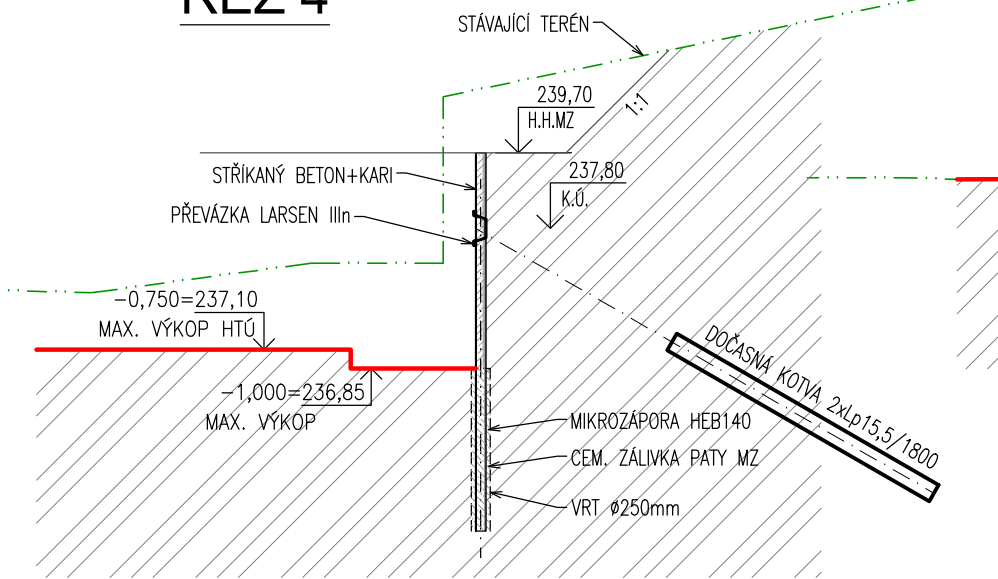 ŘEZ 4
STÁVAJÍCÍ TERÉN
239,70
H.H.MZ
1:1
STŘÍKANÝ BETON+KARI
237,80
K.Ú.
PŘEVÁZKA LARSEN IIIn
−0,750=237,10
MAX. VÝKOP HTÚ
DOČASNÁ KOTVA 2xLp15,5/1800
−1,000=236,85
MAX. VÝKOP
MIKROZÁPORA HEB140
CEM. ZÁLIVKA PATY MZ
VRT ø250mm